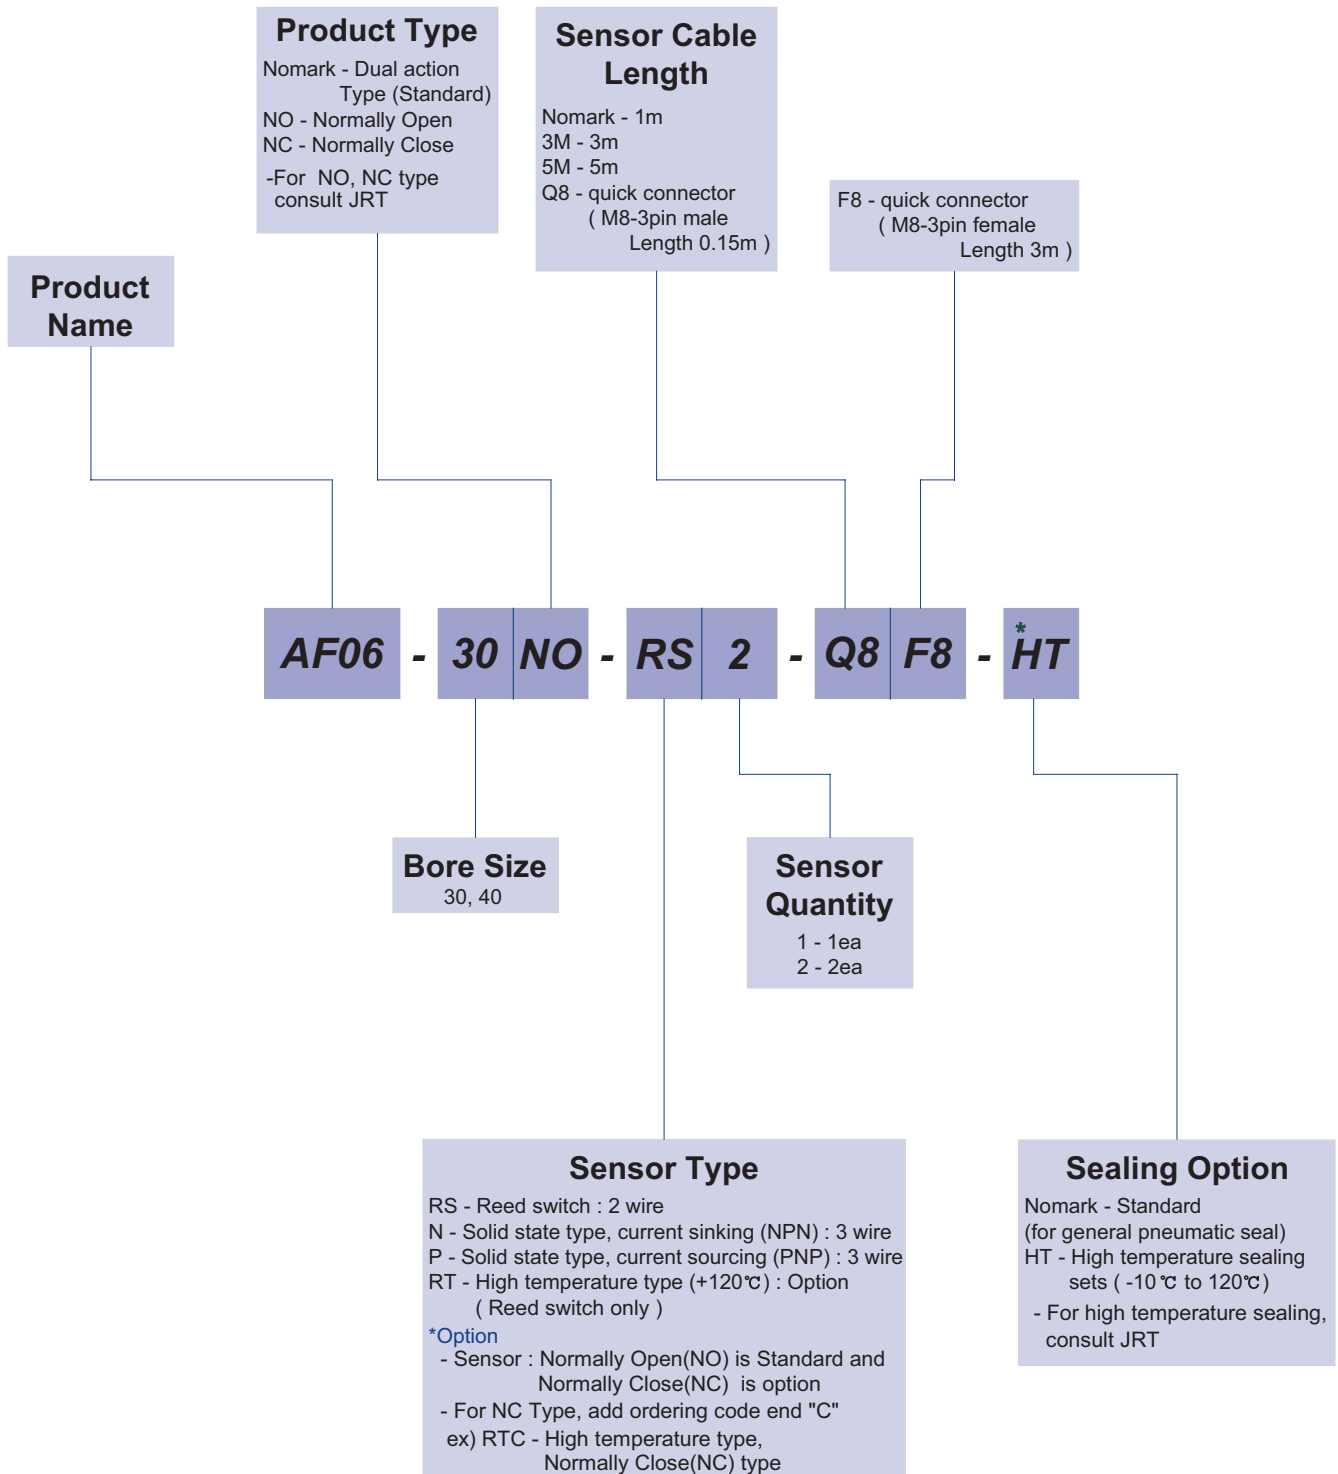 Product Type
Nomark - Dual action
Type (Standard)
NO - Normally Open
NC - Normally Close
-For NO, NC type
consult JRT
Sensor Cable
Length
Nomark - 1m
3M - 3m
5M - 5m
Q8 - quick connector
( M8-3pin male
Length 0.15m )
F8 - quick connector
( M8-3pin female
Length 3m )
Product
Name
AF06 - 30 NO - RS 2 - Q8 F8 - *HT
Bore Size
30, 40
Sensor
Quantity
1 - 1ea
2 - 2ea
Sensor Type
RS - Reed switch : 2 wire
N - Solid state type, current sinking (NPN) : 3 wire
P - Solid state type, current sourcing (PNP) : 3 wire
RT - High temperature type (+120℃) : Option
( Reed switch only )
*Option
- Sensor : Normally Open(NO) is Standard and
Normally Close(NC) is option
- For NC Type, add ordering code end "C"
ex) RTC - High temperature type,
Normally Close(NC) type
Sealing Option
Nomark - Standard
(for general pneumatic seal)
HT - High temperature sealing
sets ( -10℃ to 120℃)
- For high temperature sealing,
consult JRT